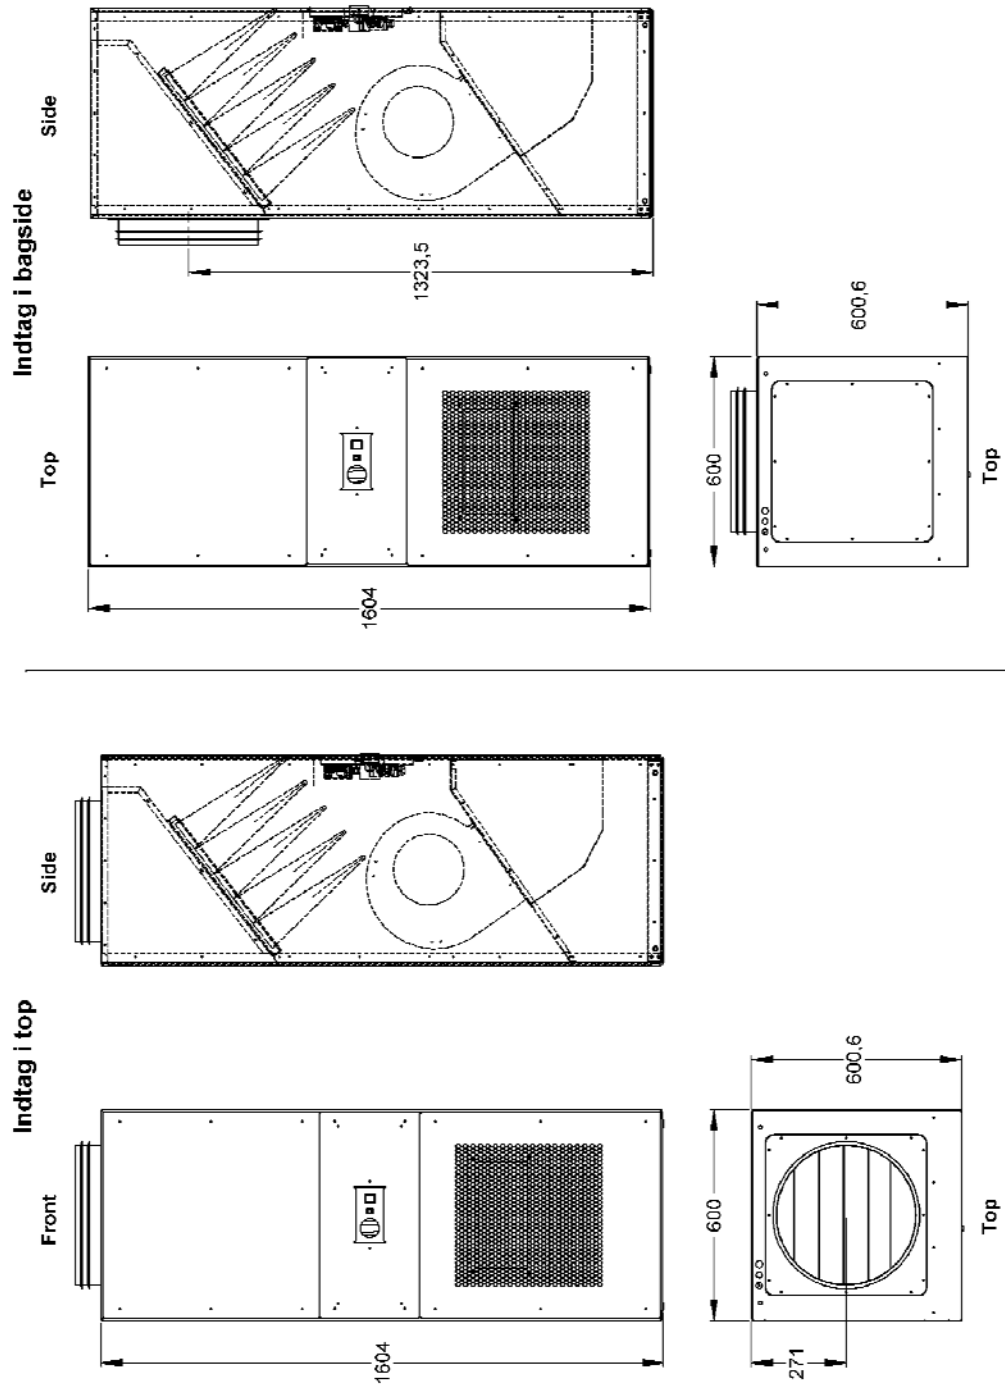 Indtag i top
Front
Side
1604
600
600,6
271
Top
Indtag i bagside
Top
Side
1604
1323,5
600
600,6
Top